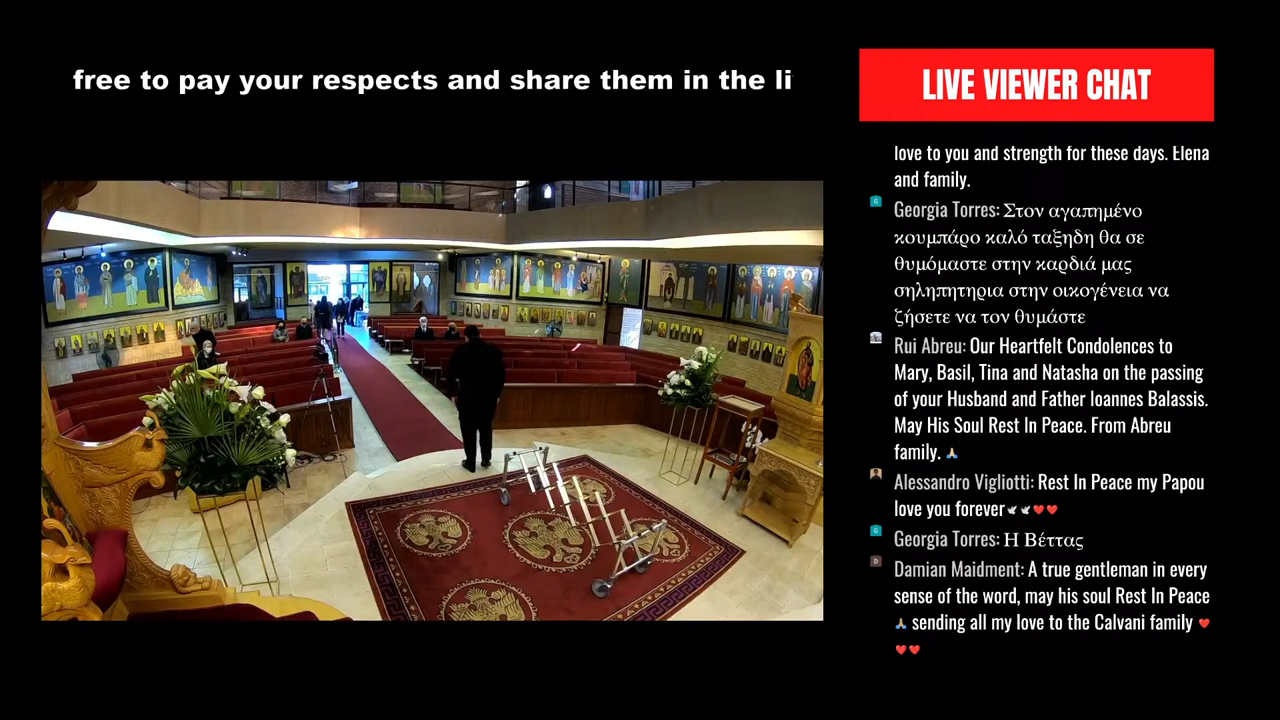 free to pay your respects and share them in the li
LIVE VIEWER CHAT
love to you and strength for these days. Elena
and family.
Georgia Torres: Στον αγαπημένο
κουμπάρο καλό ταξηδη θα σε
θυμόμαστε στην καρδιά μας
σηληπητηρια στην οικογένεια να
ζήσετε να τον θυμάστε
Rui Abreu: Our Heartfelt Condolences to
Mary, Basil, Tina and Natasha on the passing
of your Husband and Father Ioannes Balassis.
May His Soul Rest In Peace. From Abreu
family. 🙏
Alessandro Vigliotti: Rest In Peace my Papou
love you forever🕊🕊❤❤
Georgia Torres: Η Βέττας
Damian Maidment: A true gentleman in every
sense of the word, may his soul Rest In Peace
🙏 sending all my love to the Calvani family ❤
❤❤